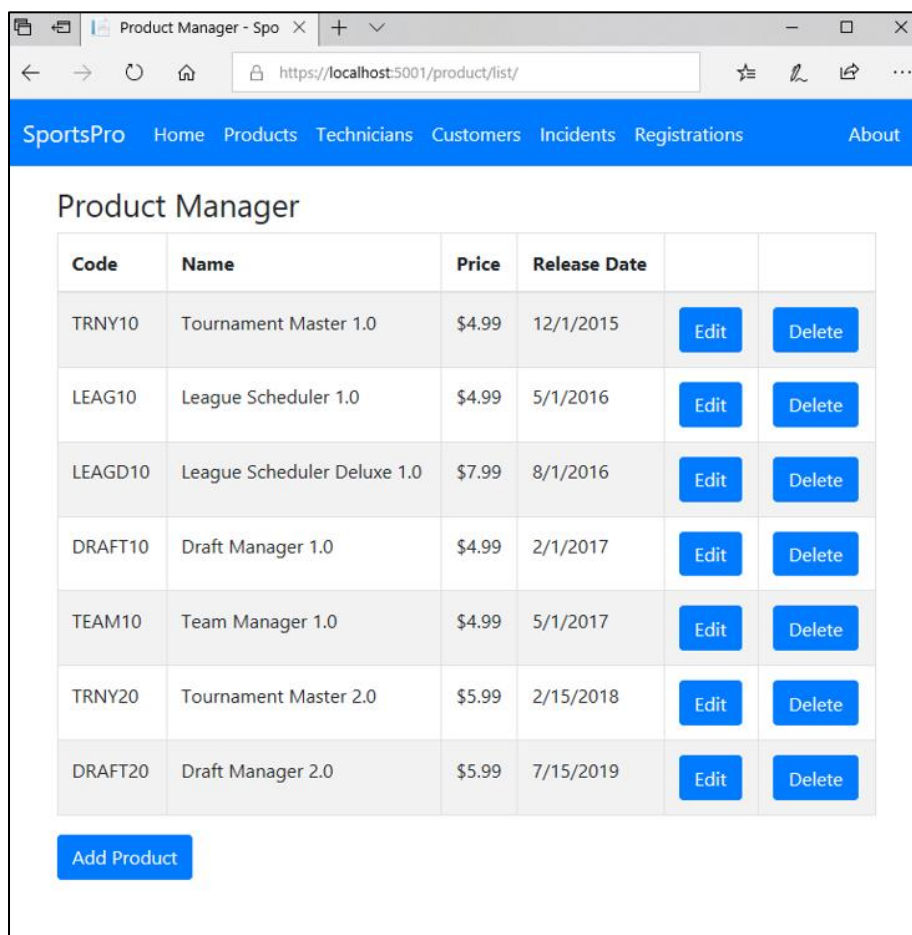 Product Manager - Spo
https://localhost:5001/product/list/
SportsPro Home Products Technicians Customers Incidents Registrations About
Product Manager
Code Name Price Release Date
TRNY10 Tournament Master 1.0 $4.99 12/1/2015 Edit Delete
LEAG10 League Scheduler 1.0 $4.99 5/1/2016 Edit Delete
LEAGD10 League Scheduler Deluxe 1.0 $7.99 8/1/2016 Edit Delete
DRAFT10 Draft Manager 1.0 $4.99 2/1/2017 Edit Delete
TEAM10 Team Manager 1.0 $4.99 5/1/2017 Edit Delete
TRNY20 Tournament Master 2.0 $5.99 2/15/2018 Edit Delete
DRAFT20 Draft Manager 2.0 $5.99 7/15/2019 Edit Delete
Add Product